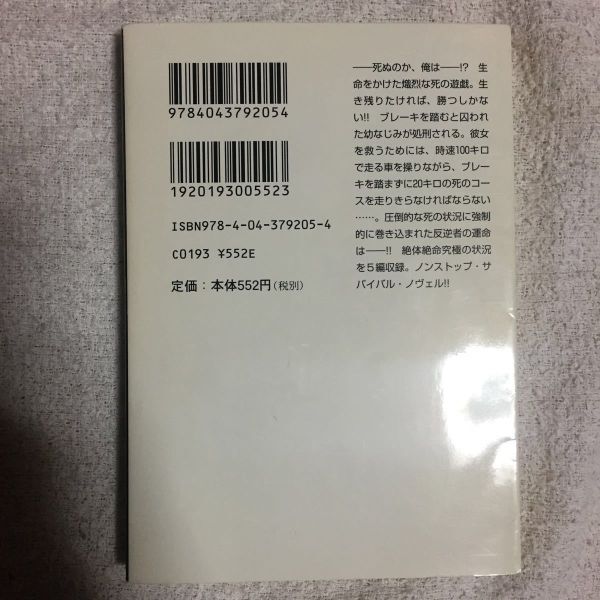 9784043792054
1920193005523
ISBN978-4-04-379205-4
C0193 ¥552E
定価：本体552円(税別)
――死ぬのか、俺は――!?　生
命をかけた熾烈な死の遊戯。生
き残りたければ、勝つしかな
い!!　ブレーキを踏むと囚われ
た幼なじみが処刑される。彼女
を救うためには、時速100キロ
で走る車を操りながら、ブレー
キを踏まずに20キロの死のコー
スを走りきらなければならない
……。圧倒的な死の状況に強制
的に巻き込まれた反逆者の運命
は――!!　絶体絶命究極の状況
を5編収録。ノンストップ・サ
バイバル・ノヴェル!!